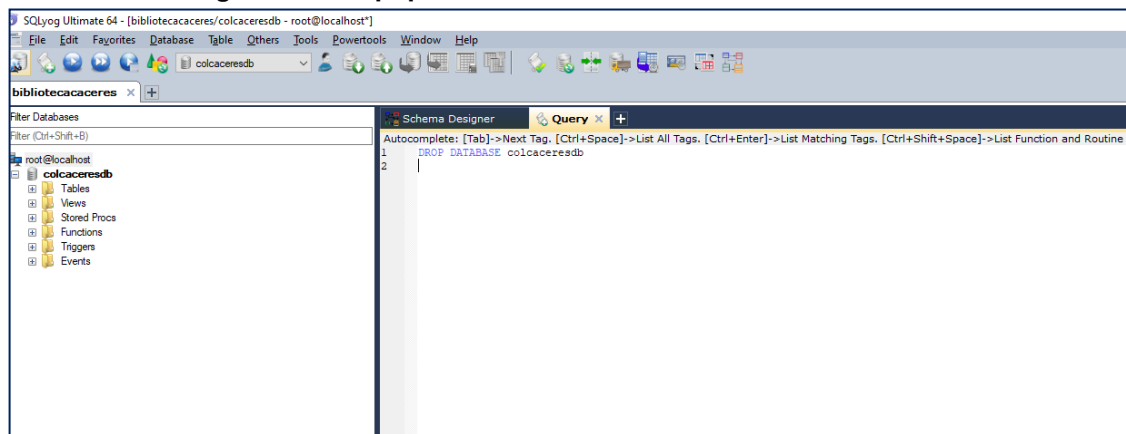 SQLyog Ultimate 64 - [bibliotecacaceres/colcaceresdb - root@localhost*]
File Edit Favorites Database Table Others Tools Powertools Window Help
colcaceresdb
bibliotecacaceres
Filter Databases
Filter (Ctrl+Shift+B)
root@localhost
colcaceresdb
Tables
Views
Stored Procs
Functions
Triggers
Events
Schema Designer Query
Autocomplete: [Tab]->Next Tag. [Ctrl+Space]->List All Tags. [Ctrl+Enter]->List Matching Tags. [Ctrl+Shift+Space]->List Function and Routine
1 DROP DATABASE colcaceresdb
2